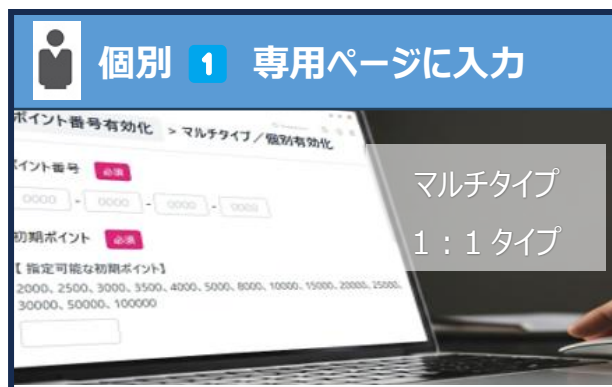 個別 1 専用ページに入力
ポイント番号有効化 > マルチタイプ／個別有効化
ポイント番号 必須
0000 - 0000 - 0000 - 0000
初期ポイント 必須
【 指定可能な初期ポイント】
2000、2500、3000、3500、4000、5000、8000、10000、15000、20000、25000、
30000、50000、100000
マルチタイプ
1：1タイプ